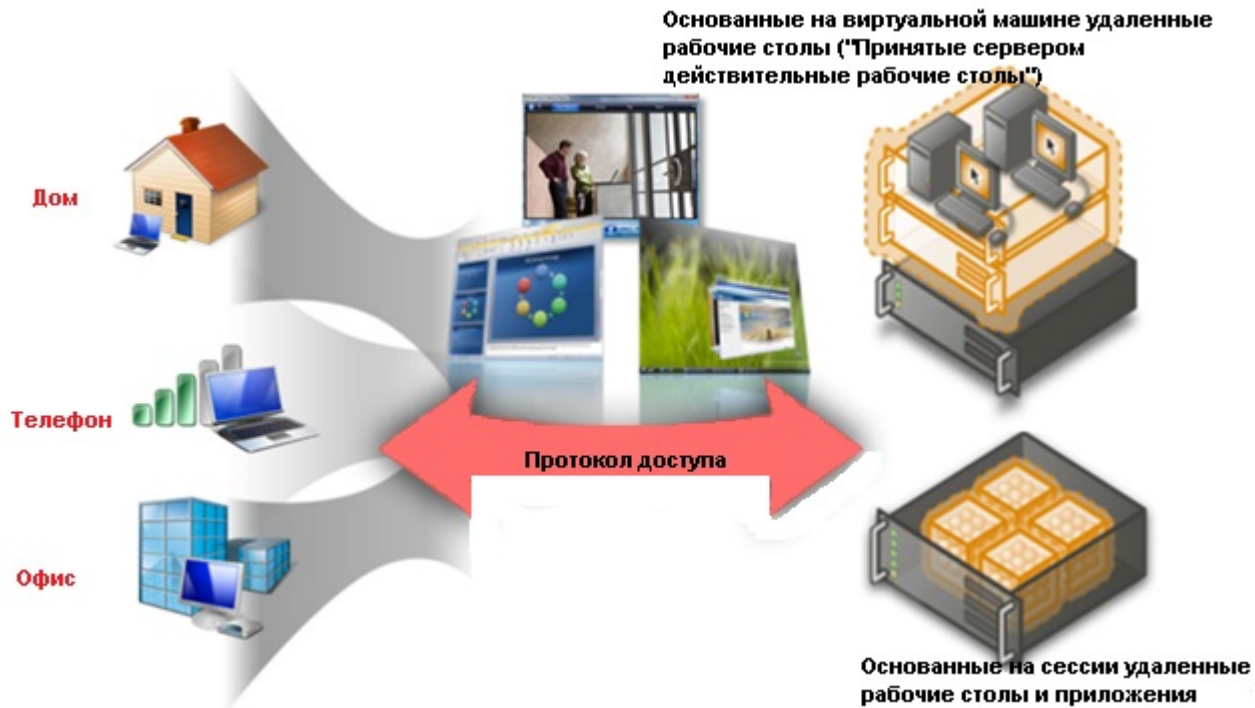 Основанные на виртуальной машине удаленные
рабочие столы ("Принятые сервером
действительные рабочие столы")
Дом
Телефон
Протокол доступа
Офис
Основанные на сессии удаленные
рабочие столы и приложения